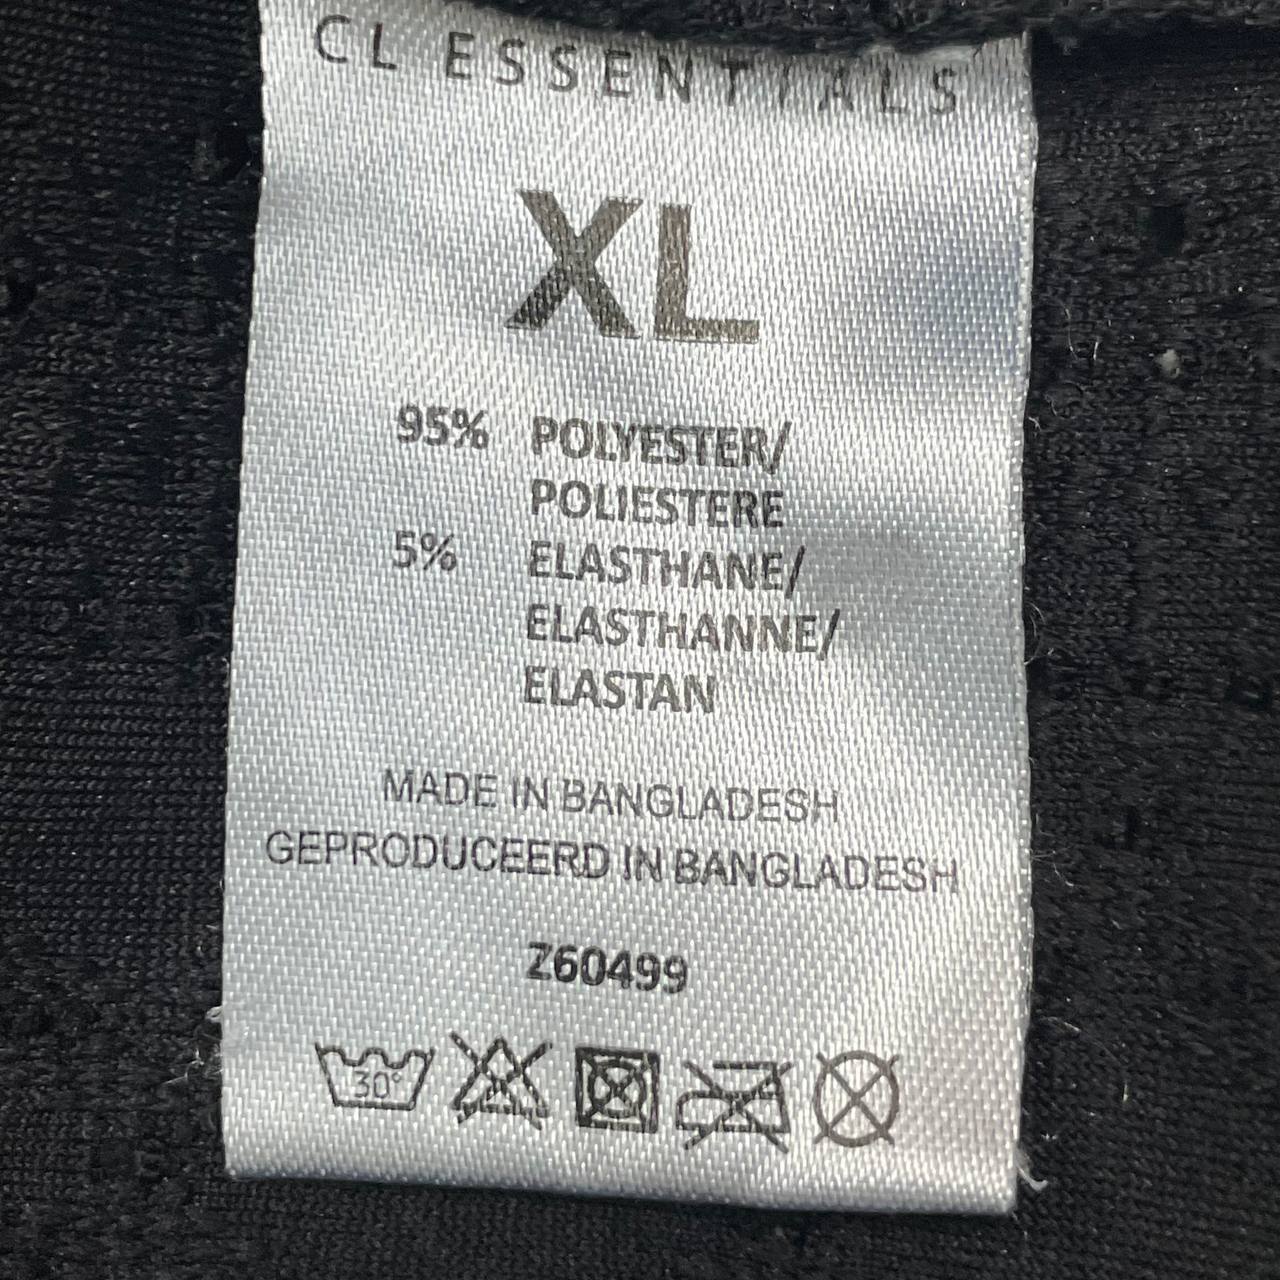 CL ESSENTIALS
XL
95% POLYESTER/
POLIESTERE
5% ELASTHANE/
ELASTHANNE/
ELASTAN
MADE IN BANGLADESH
GEPRODUCEERD IN BANGLADESH
Z60499
30°